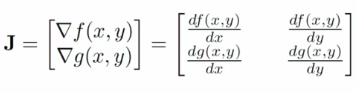 J = [∇f(x,y) ∇g(x,y)] = [df(x,y)/dx df(x,y)/dy
dg(x,y)/dx dg(x,y)/dy]